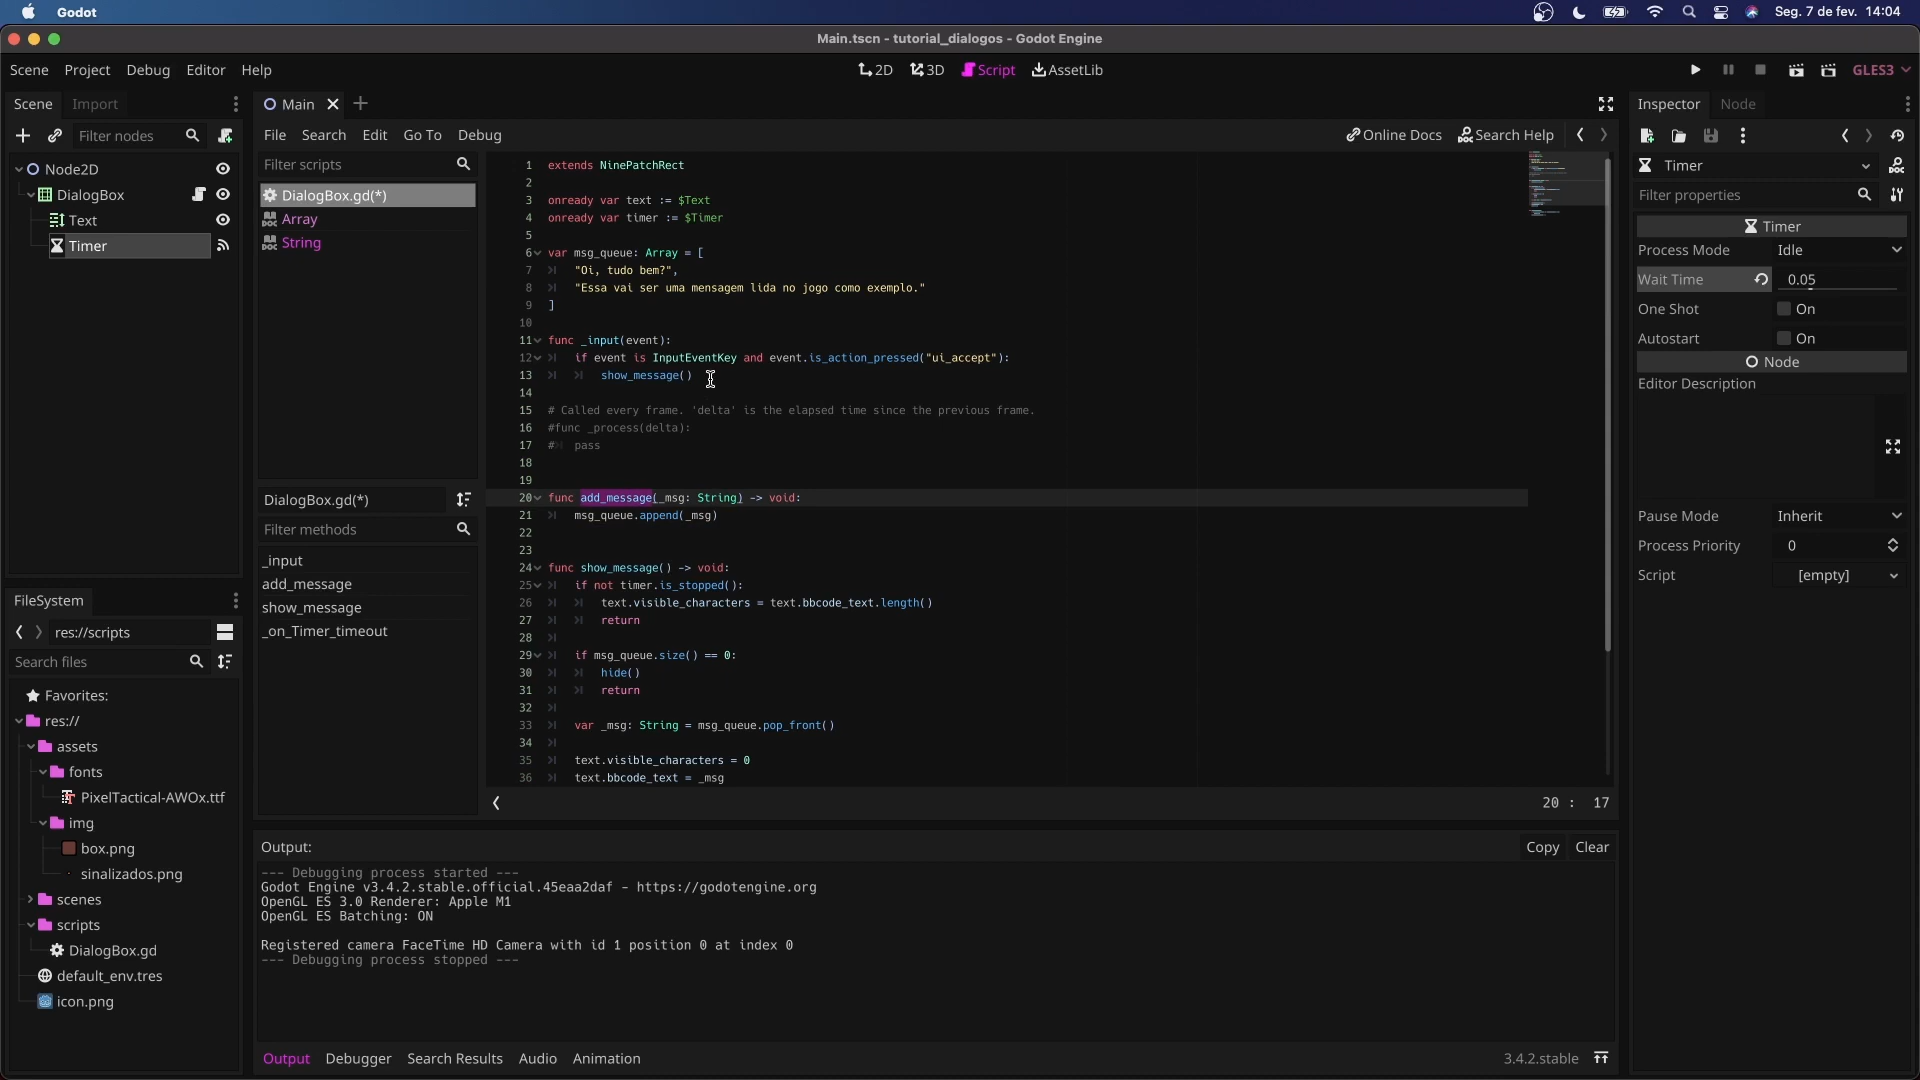 Godot
Seg. 7 de fev. 14:04
Main.tscn - tutorial_dialogos - Godot Engine
Scene Project Debug Editor Help
2D 3D Script AssetLib
GLES3
Scene Import
Filter nodes
Node2D
DialogBox
Text
Timer
Main
File Search Edit Go To Debug
Online Docs Search Help
Filter scripts
DialogBox.gd(*)
Array
String
DialogBox.gd(*)
Filter methods
_input
add_message
show_message
_on_Timer_timeout
1 extends NinePatchRect
2
3 onready var text := $Text
4 onready var timer := $Timer
5
6 var msg_queue: Array = [
7 "Oi, tudo bem?",
8 "Essa vai ser uma mensagem lida no jogo como exemplo."
9 ]
10
11 func _input(event):
12 if event is InputEventKey and event.is_action_pressed("ui_accept"):
13 show_message()
14
15 # Called every frame. 'delta' is the elapsed time since the previous frame.
16 #func _process(delta):
17 # pass
18
19
20 func add_message(_msg: String) -> void:
21 msg_queue.append(_msg)
22
23
24 func show_message() -> void:
25 if not timer.is_stopped():
26 text.visible_characters = text.bbcode_text.length()
27 return
28
29 if msg_queue.size() == 0:
30 hide()
31 return
32
33 var _msg: String = msg_queue.pop_front()
34
35 text.visible_characters = 0
36 text.bbcode_text = _msg
20 : 17
FileSystem
res://scripts
Search files
Favorites:
res://
assets
fonts
PixelTactical-AWOx.ttf
img
box.png
sinalizados.png
scenes
scripts
DialogBox.gd
default_env.tres
icon.png
Output:
Copy Clear
--- Debugging process started ---
Godot Engine v3.4.2.stable.official.45eaa2daf - https://godotengine.org
OpenGL ES 3.0 Renderer: Apple M1
OpenGL ES Batching: ON
Registered camera FaceTime HD Camera with id 1 position 0 at index 0
--- Debugging process stopped ---
Output Debugger Search Results Audio Animation
3.4.2.stable
Inspector Node
Timer
Filter properties
Timer
Process Mode Idle
Wait Time 0.05
One Shot On
Autostart On
Node
Editor Description
Pause Mode Inherit
Process Priority 0
Script [empty]